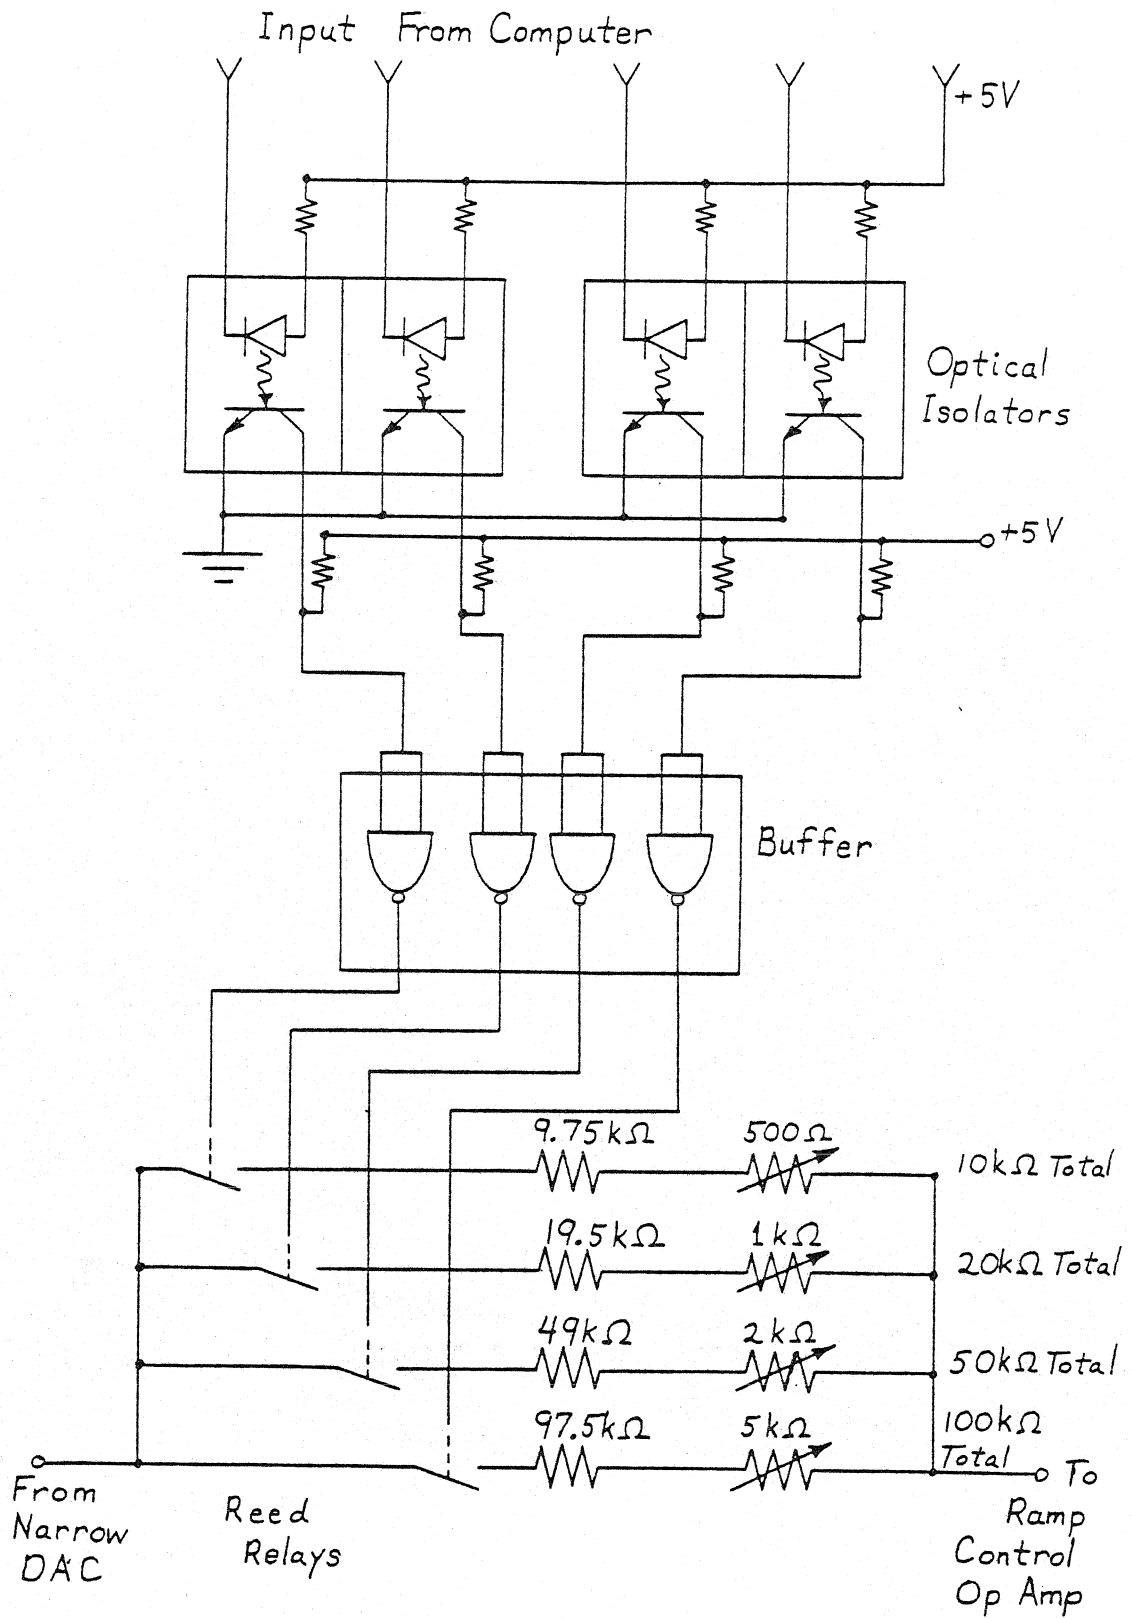 Input From Computer
+5V
Optical
Isolators
+5V
Buffer
9.75kΩ
500Ω
10kΩ Total
19.5kΩ
1kΩ
20kΩ Total
49kΩ
2kΩ
50kΩ Total
97.5kΩ
5kΩ
100kΩ
Total
From
Narrow
DAC
Reed
Relays
To
Ramp
Control
Op Amp